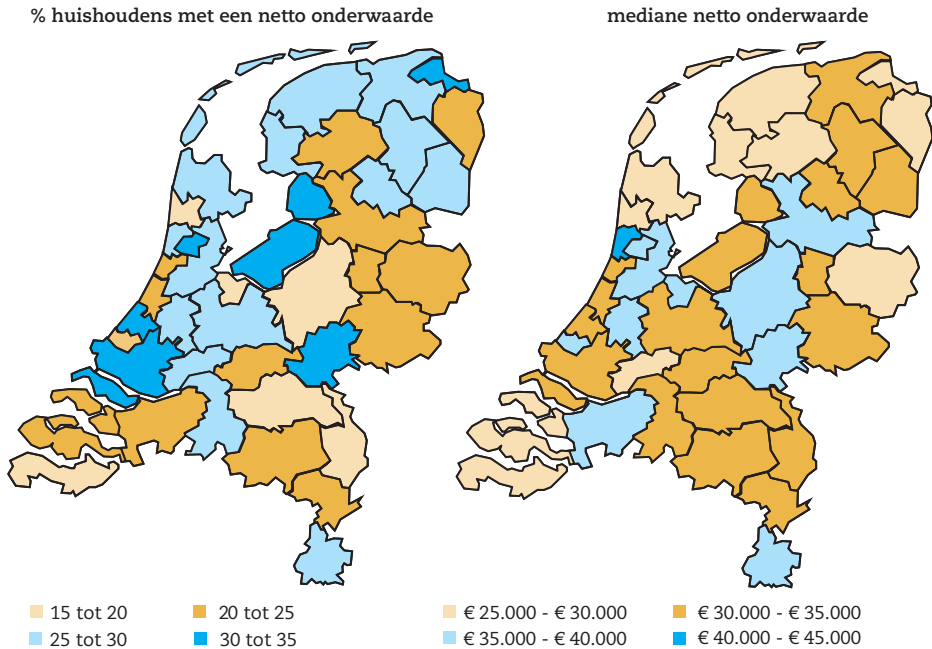 % huishoudens met een netto onderwaarde
mediane netto onderwaarde
15 tot 20
20 tot 25
25 tot 30
30 tot 35
€ 25.000 - € 30.000
€ 30.000 - € 35.000
€ 35.000 - € 40.000
€ 40.000 - € 45.000